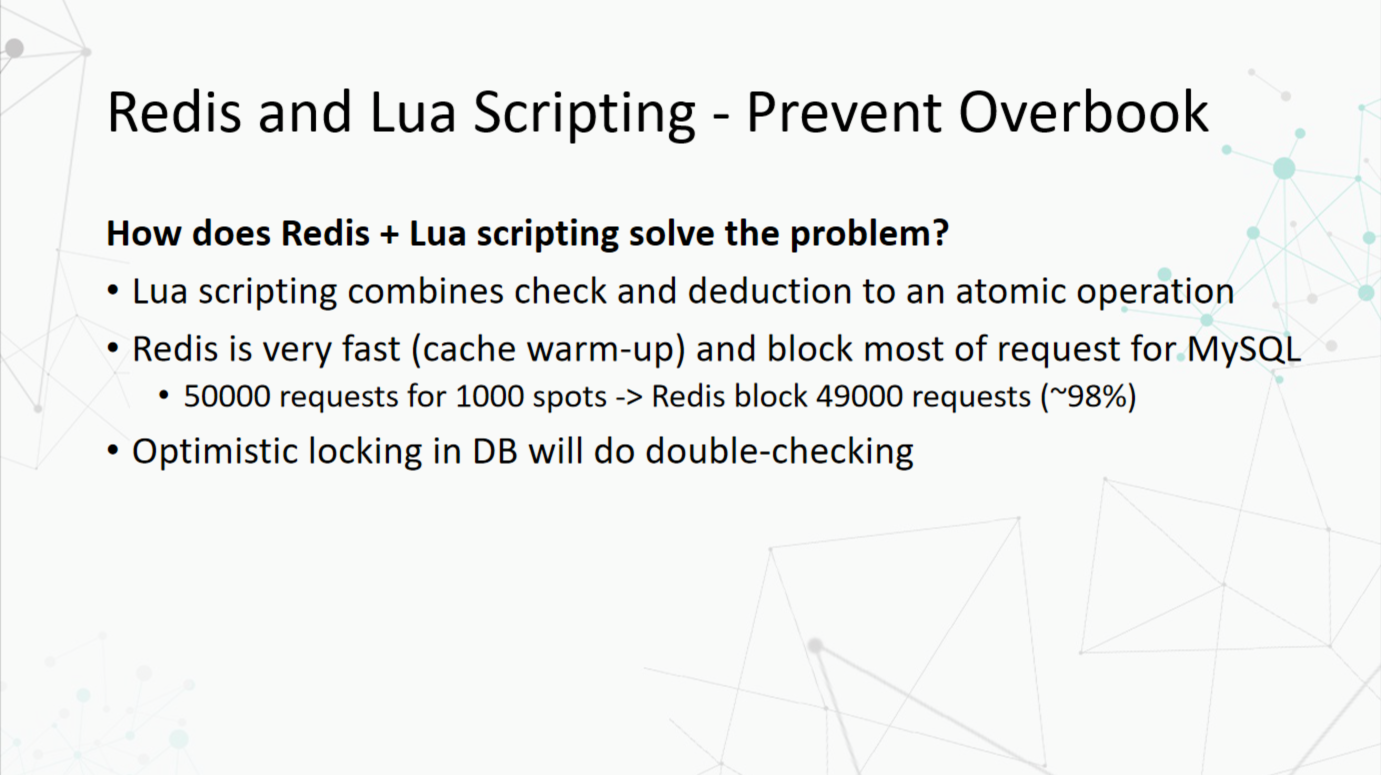 Redis and Lua Scripting - Prevent Overbook
How does Redis + Lua scripting solve the problem?
• Lua scripting combines check and deduction to an atomic operation
• Redis is very fast (cache warm-up) and block most of request for MySQL
• 50000 requests for 1000 spots -> Redis block 49000 requests (~98%)
• Optimistic locking in DB will do double-checking